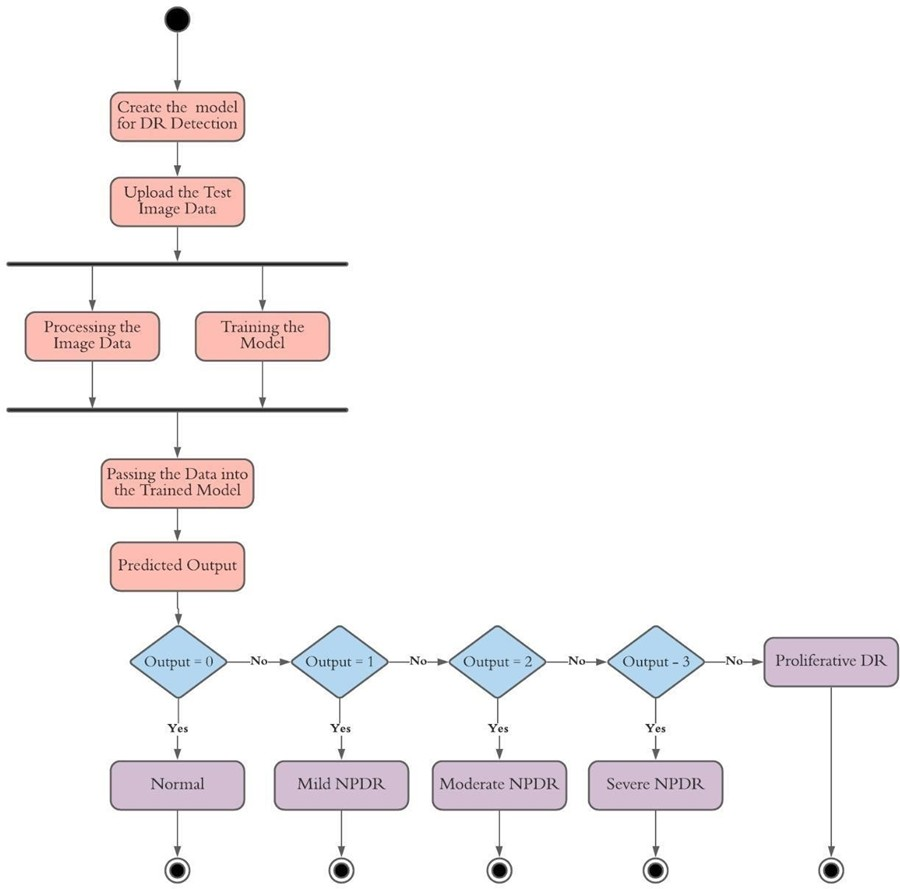 Create the model
for DR Detection
Upload the Test
Image Data
Processing the
Image Data
Training the
Model
Passing the Data into
the Trained Model
Predicted Output
Output = 0
No
Output = 1
No
Output = 2
No
Output - 3
No
Proliferative DR
Yes
Yes
Yes
Yes
Normal
Mild NPDR
Moderate NPDR
Severe NPDR